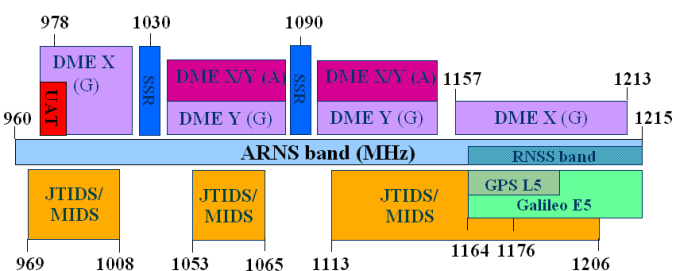 978
1030
1090
DME X
(G)
UAT
SSR
DME X/Y (A)
DME Y (G)
SSR
DME X/Y (A)
DME Y (G)
1157
1213
DME X (G)
960
1215
ARNS band (MHz)
RNSS band
JTIDS/
MIDS
JTIDS/
MIDS
JTIDS/
MIDS
GPS L5
Galileo E5
969
1008
1053
1065
1113
1164
1176
1206